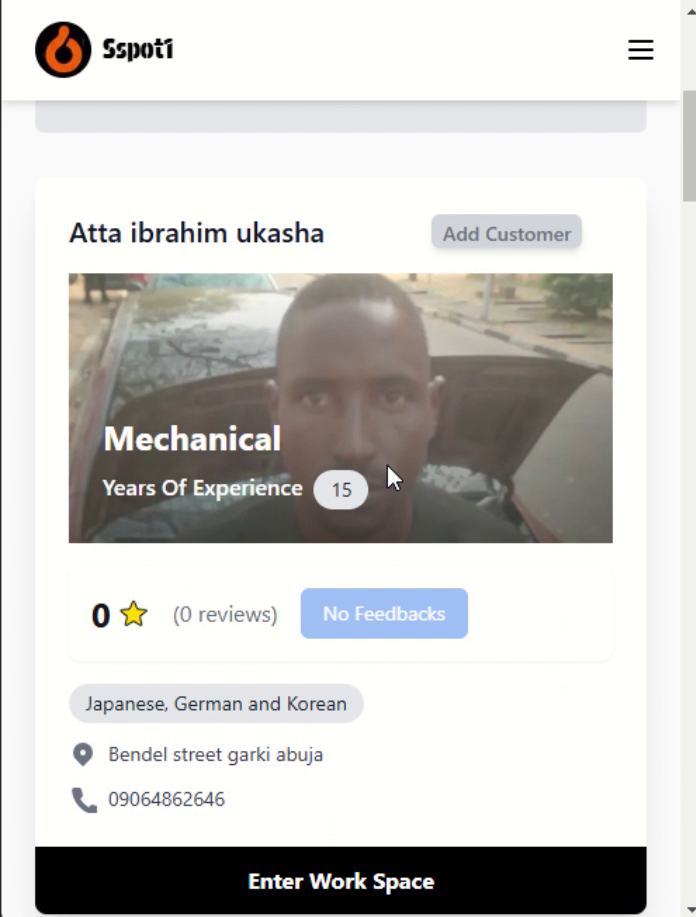 Sspot1
Atta ibrahim ukasha
Add Customer
Mechanical
Years Of Experience 15
0 (0 reviews) No Feedbacks
Japanese, German and Korean
Bendel street garki abuja
09064862646
Enter Work Space